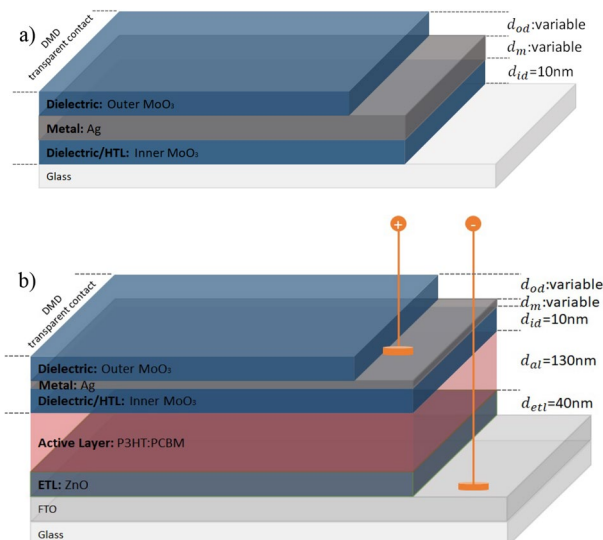 a)
DMD
transparent contact
d_od:variable
d_m:variable
d_id=10nm
Dielectric: Outer MoO₃
Metal: Ag
Dielectric/HTL: Inner MoO₃
Glass
+
-
b)
DMD
transparent contact
d_od:variable
d_m:variable
d_id=10nm
d_al=130nm
d_etl=40nm
Dielectric: Outer MoO₃
Metal: Ag
Dielectric/HTL: Inner MoO₃
Active Layer: P3HT:PCBM
ETL: ZnO
FTO
Glass